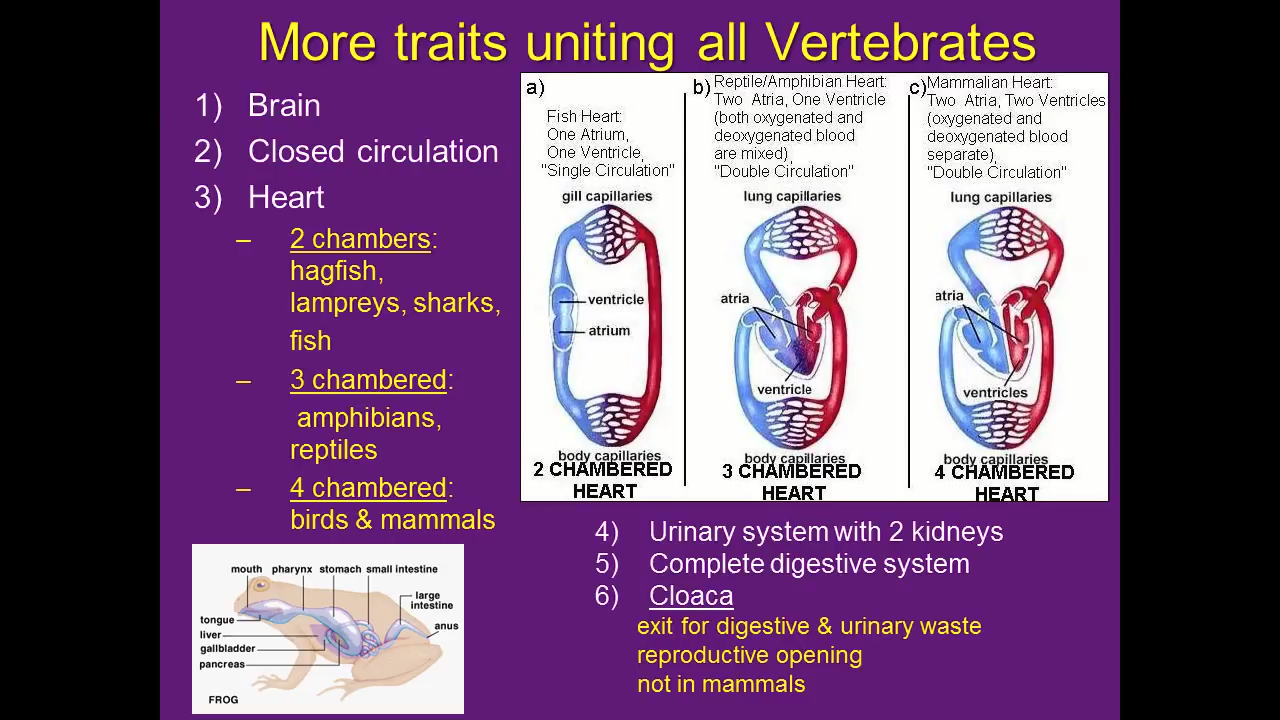 More traits uniting all Vertebrates
1) Brain
2) Closed circulation
3) Heart
– 2 chambers:
hagfish,
lampreys, sharks,
fish
– 3 chambered:
amphibians,
reptiles
– 4 chambered:
birds & mammals
a)
Fish Heart:
One Atrium,
One Ventricle,
"Single Circulation"
gill capillaries
ventricle
atrium
body capillaries
2 CHAMBERED
HEART
b) Reptile/Amphibian Heart:
Two Atria, One Ventricle
(both oxygenated and
deoxygenated blood
are mixed),
"Double Circulation"
lung capillaries
atria
ventricle
body capillaries
3 CHAMBERED
HEART
c) Mammalian Heart:
Two Atria, Two Ventricles
(oxygenated and
deoxygenated blood
separate),
"Double Circulation"
lung capillaries
atria
ventricles
body capillaries
4 CHAMBERED
HEART
4) Urinary system with 2 kidneys
5) Complete digestive system
6) Cloaca
exit for digestive & urinary waste
reproductive opening
not in mammals
mouth pharynx stomach small intestine
large
intestine
anus
tongue
liver
gallbladder
pancreas
FROG